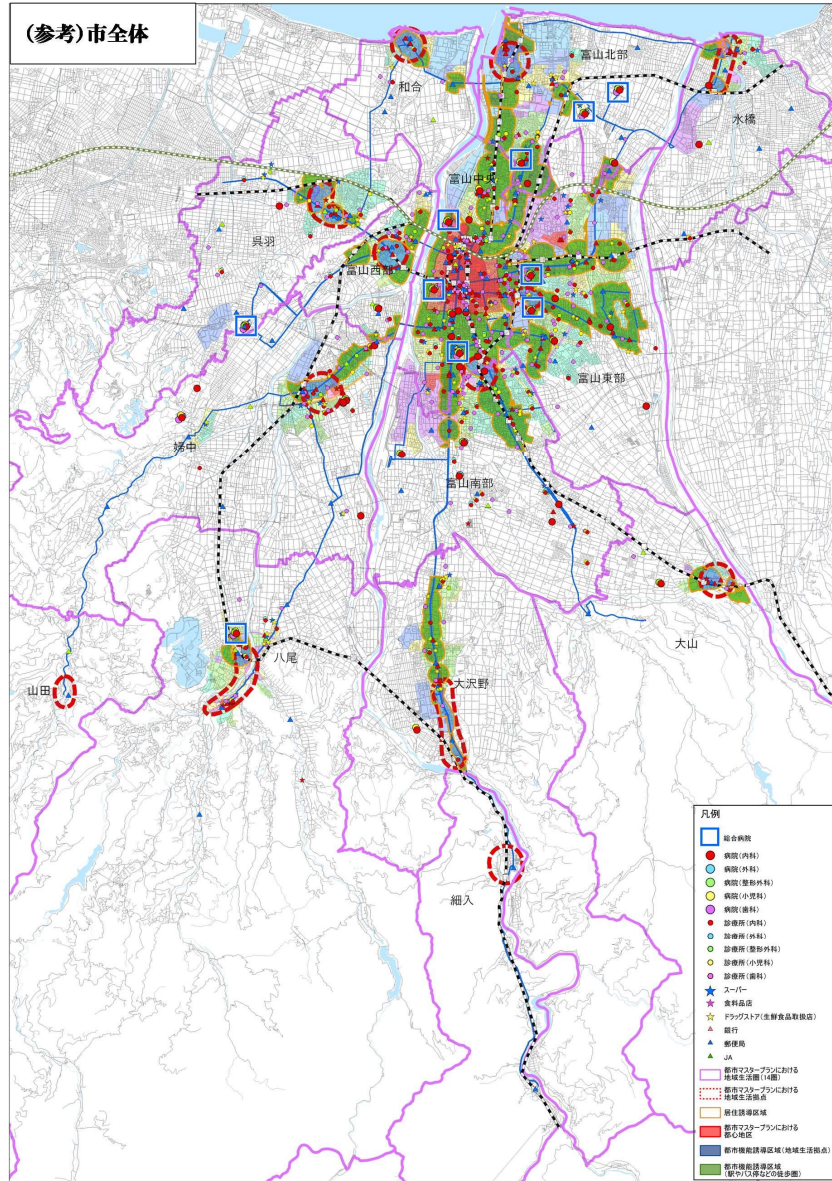 (参考)市全体
富山北部
和合
水橋
富山中央
呉羽
富山西部
富山東部
婦中
富山南部
大山
八尾
山田
大沢野
細入
凡例
総合病院
病院(内科)
病院(外科)
病院(整形外科)
病院(小児科)
病院(歯科)
診療所(内科)
診療所(外科)
診療所(整形外科)
診療所(小児科)
診療所(歯科)
スーパー
食料品店
ドラッグストア(生鮮食品取扱店)
銀行
郵便局
JA
都市マスタープランにおける
地域生活圏(14圏)
都市マスタープランにおける
地域生活拠点
居住誘導区域
都市マスタープランにおける
都心地区
都市機能誘導区域(地域生活拠点)
都市機能誘導区域
(駅やバス停などの徒歩圏)